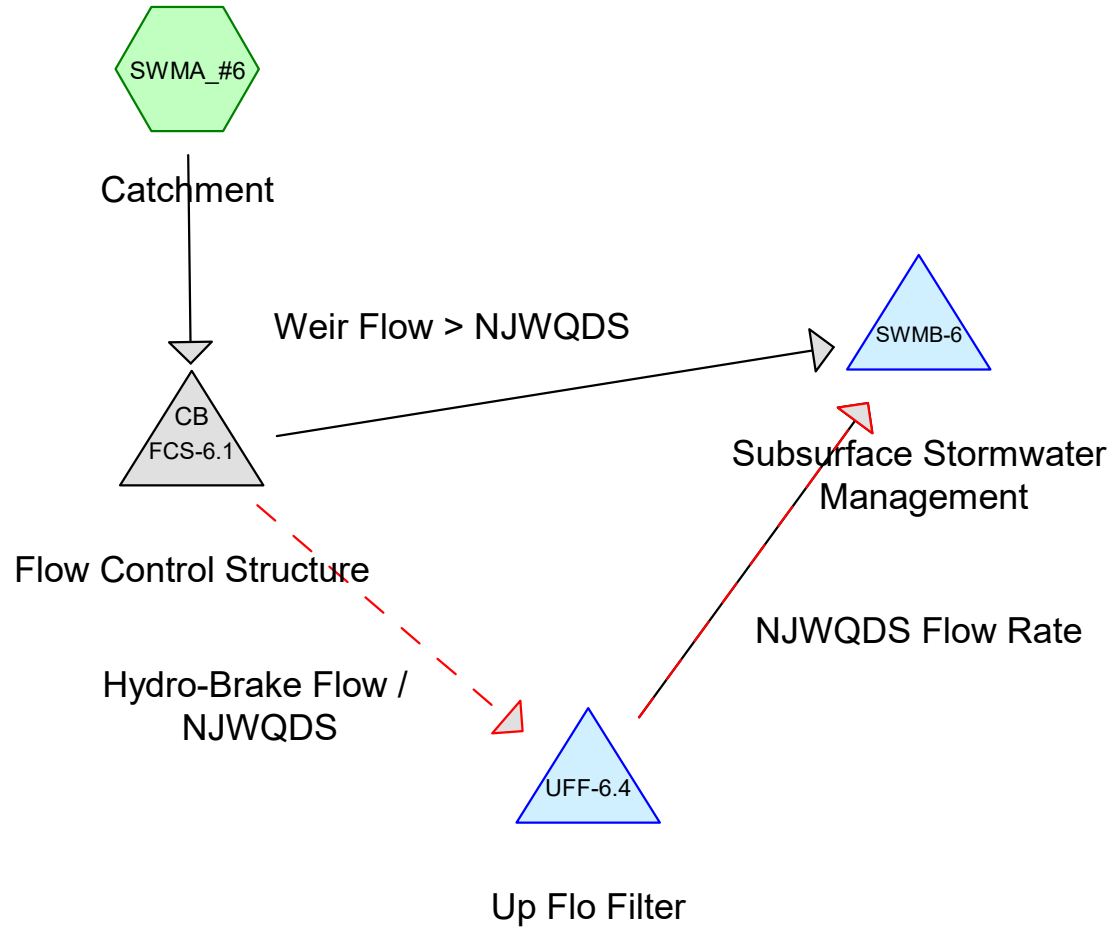 SWMA_#6
Catchment
Weir Flow > NJWQDS
SWMB-6
CB
FCS-6.1
Subsurface Stormwater
Management
Flow Control Structure
NJWQDS Flow Rate
Hydro-Brake Flow /
NJWQDS
UFF-6.4
Up Flo Filter